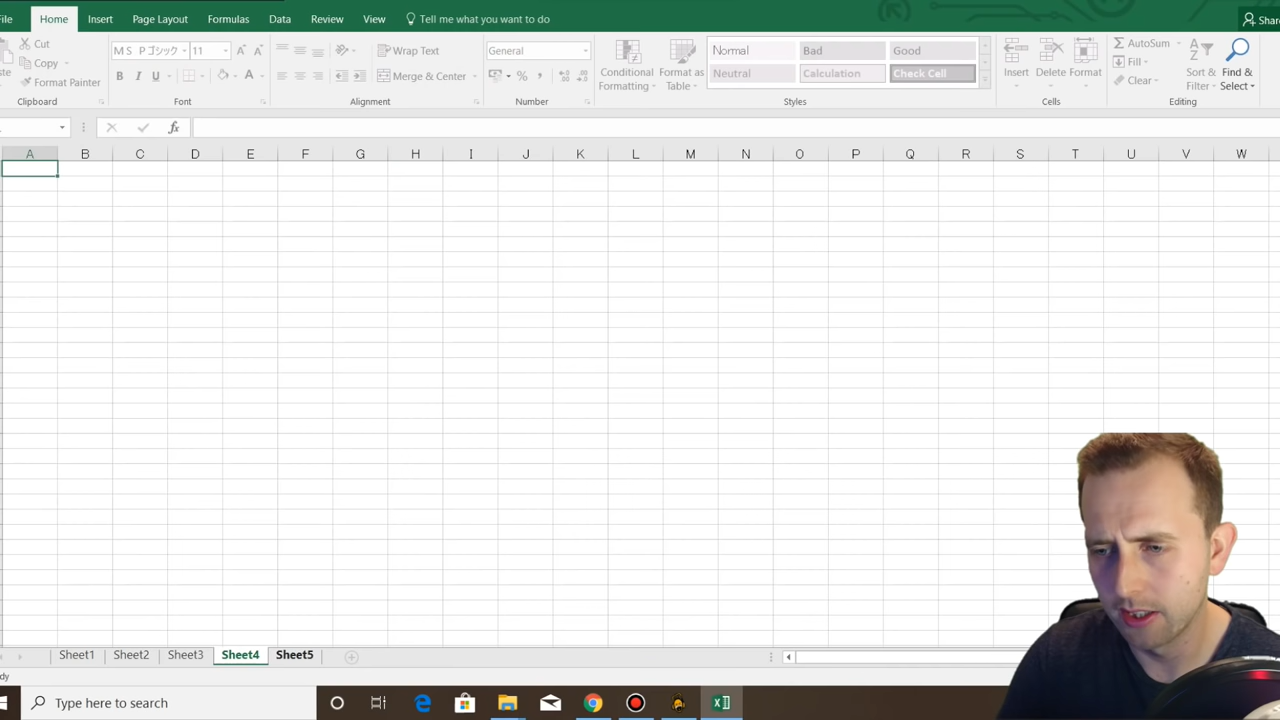 File Home Insert Page Layout Formulas Data Review View Tell me what you want to do Share
Cut
Copy
Format Painter
Clipboard
ＭＳ Ｐゴシック 11
B I U A
Font
Wrap Text
Merge & Center
Alignment
General
%
Number
Conditional Formatting
Format as Table
Normal Bad Good
Neutral Calculation Check Cell
Styles
Insert Delete Format
Cells
AutoSum
Fill
Clear
Sort & Filter
Find & Select
Editing
fx
A B C D E F G H I J K L M N O P Q R S T U V W
Sheet1 Sheet2 Sheet3 Sheet4 Sheet5
Type here to search